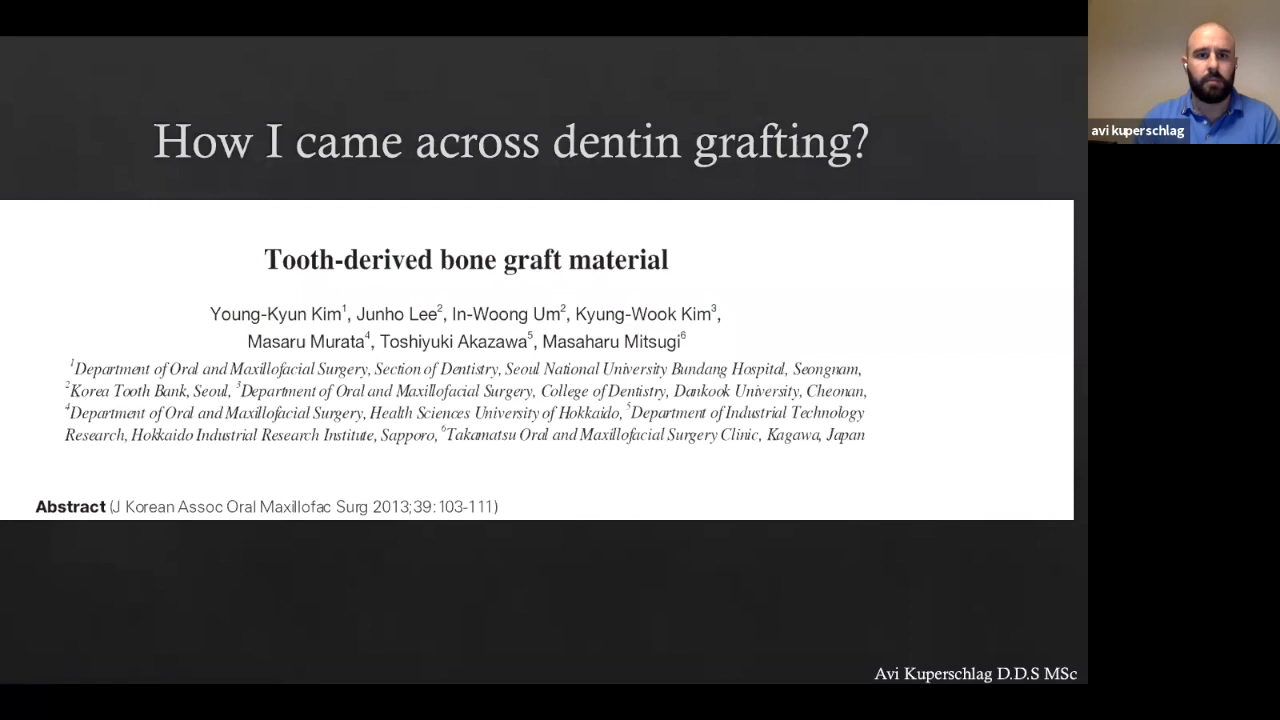 How I came across dentin grafting?
avi kuperschlag
Tooth-derived bone graft material
Young-Kyun Kim1, Junho Lee2, In-Woong Um2, Kyung-Wook Kim3,
Masaru Murata4, Toshiyuki Akazawa5, Masaharu Mitsugi6
1Department of Oral and Maxillofacial Surgery, Section of Dentistry, Seoul National University Bundang Hospital, Seongnam,
2Korea Tooth Bank, Seoul, 3Department of Oral and Maxillofacial Surgery, College of Dentistry, Dankook University, Cheonan,
4Department of Oral and Maxillofacial Surgery, Health Sciences University of Hokkaido, 5Department of Industrial Technology
Research, Hokkaido Industrial Research Institute, Sapporo, 6Takamatsu Oral and Maxillofacial Surgery Clinic, Kagawa, Japan
Abstract (J Korean Assoc Oral Maxillofac Surg 2013;39:103-111)
Avi Kuperschlag D.D.S MSc